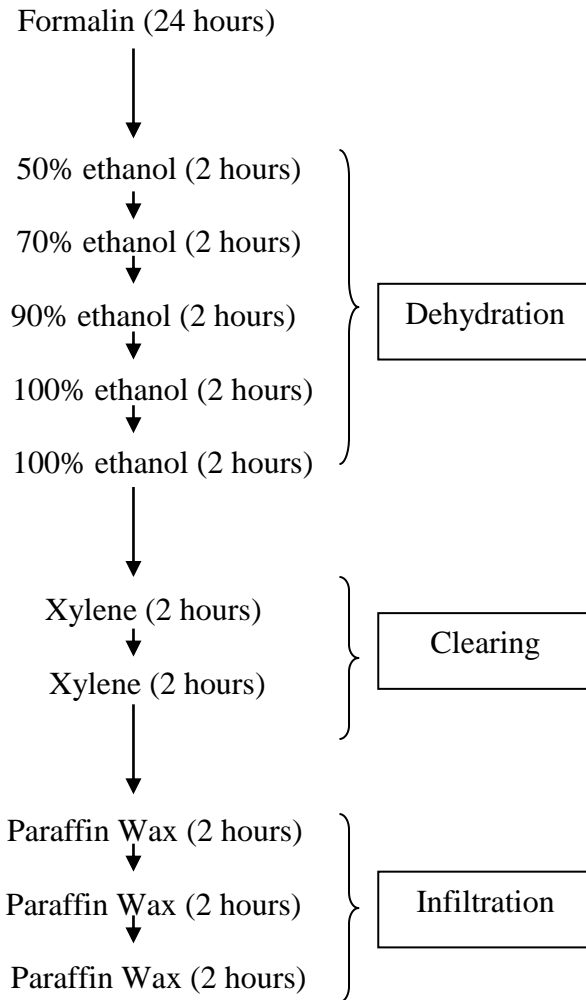 Formalin (24 hours)
50% ethanol (2 hours)
70% ethanol (2 hours)
90% ethanol (2 hours)
Dehydration
100% ethanol (2 hours)
100% ethanol (2 hours)
Xylene (2 hours)
Clearing
Xylene (2 hours)
Paraffin Wax (2 hours)
Paraffin Wax (2 hours)
Infiltration
Paraffin Wax (2 hours)